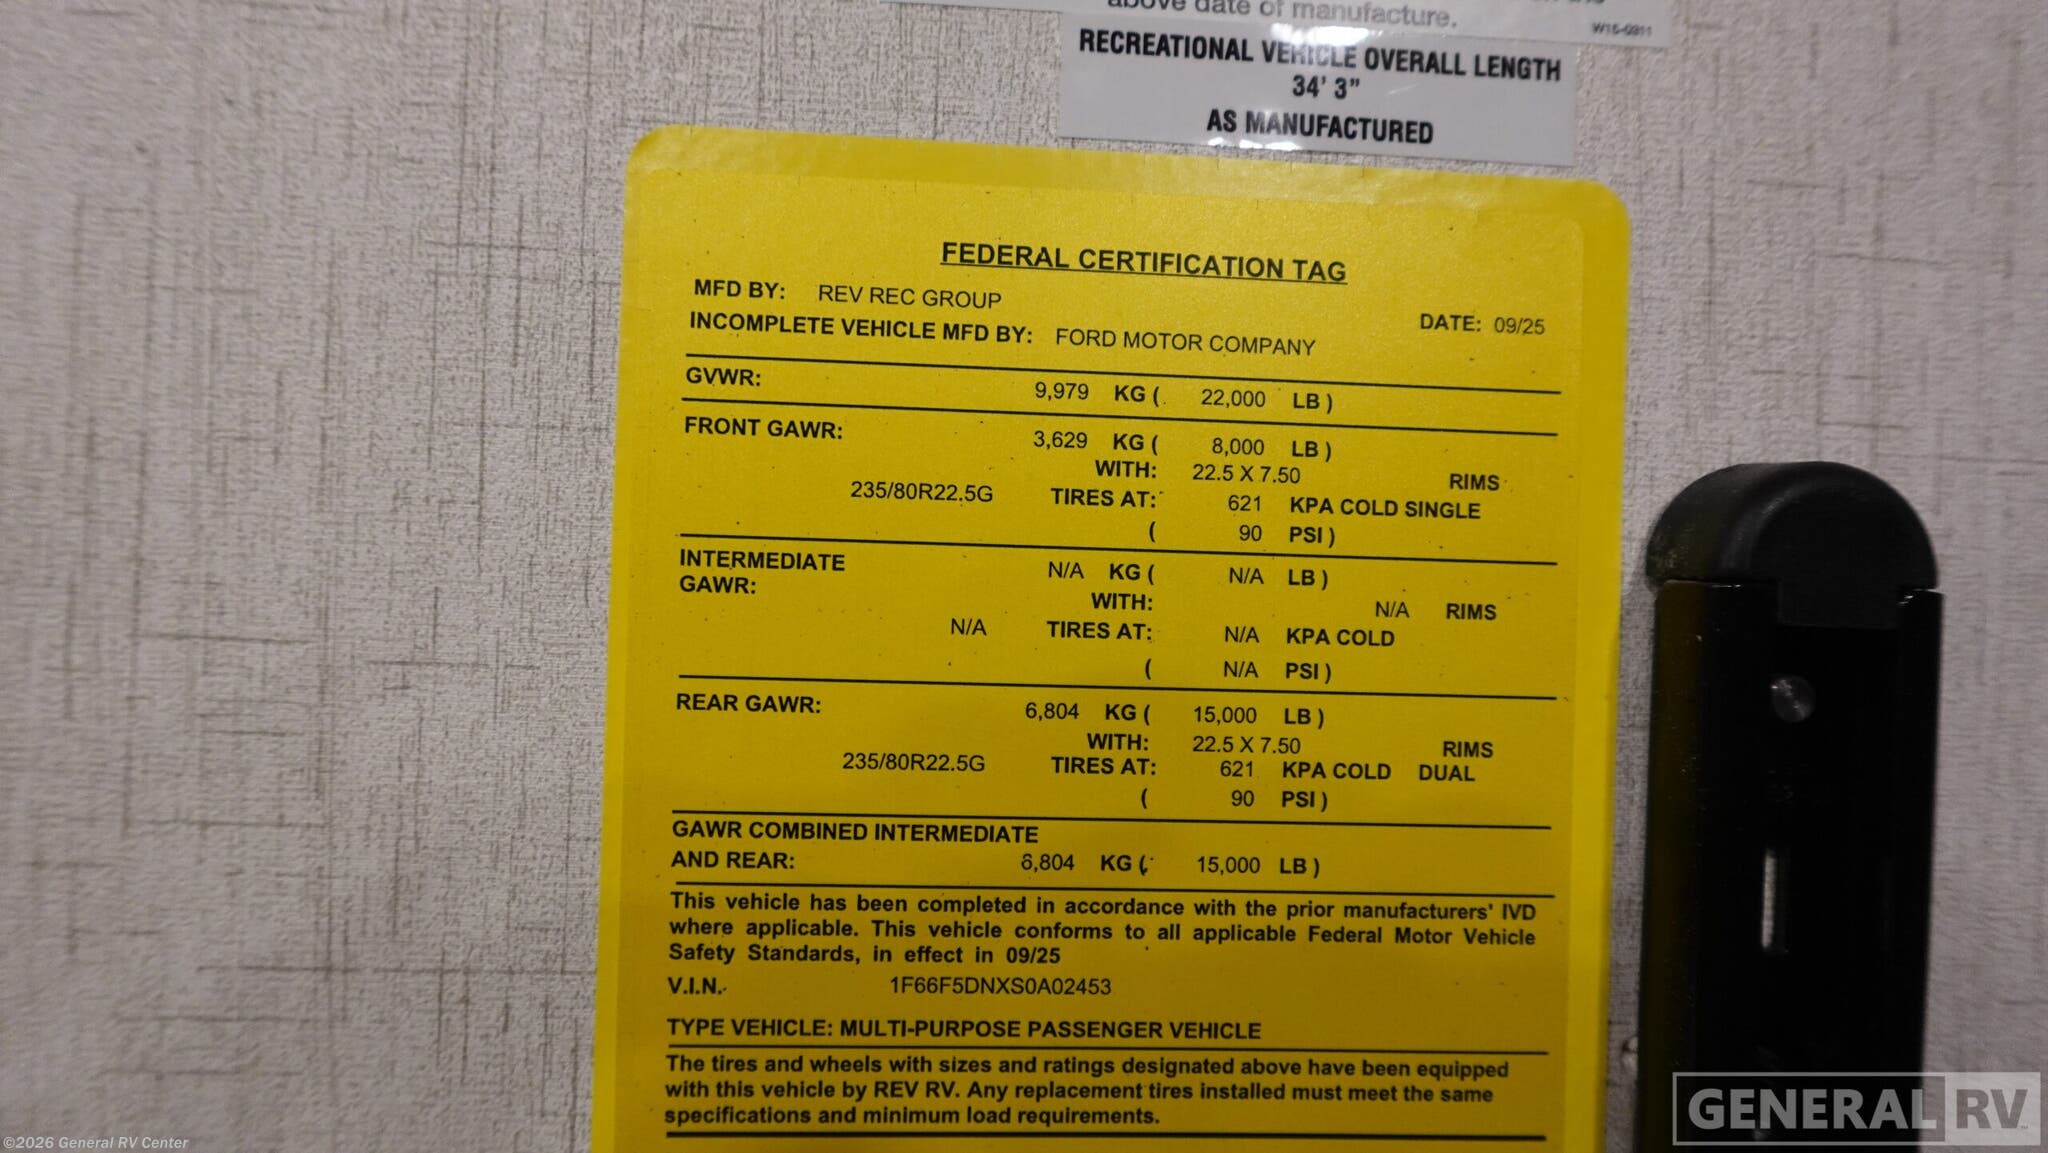 above date of manufacture.
W15-0911
RECREATIONAL VEHICLE OVERALL LENGTH
34' 3"
AS MANUFACTURED
FEDERAL CERTIFICATION TAG
MFD BY: REV REC GROUP
DATE: 09/25
INCOMPLETE VEHICLE MFD BY: FORD MOTOR COMPANY
GVWR: 9,979 KG ( 22,000 LB )
FRONT GAWR: 3,629 KG ( 8,000 LB )
WITH: 22.5 X 7.50 RIMS
235/80R22.5G TIRES AT: 621 KPA COLD SINGLE
( 90 PSI )
INTERMEDIATE
GAWR: N/A KG ( N/A LB )
WITH: N/A RIMS
N/A TIRES AT: N/A KPA COLD
( N/A PSI )
REAR GAWR: 6,804 KG ( 15,000 LB )
WITH: 22.5 X 7.50 RIMS
235/80R22.5G TIRES AT: 621 KPA COLD DUAL
( 90 PSI )
GAWR COMBINED INTERMEDIATE
AND REAR: 6,804 KG ( 15,000 LB )
This vehicle has been completed in accordance with the prior manufacturers' IVD
where applicable. This vehicle conforms to all applicable Federal Motor Vehicle
Safety Standards, in effect in 09/25
V.I.N. 1F66F5DNXS0A02453
TYPE VEHICLE: MULTI-PURPOSE PASSENGER VEHICLE
The tires and wheels with sizes and ratings designated above have been equipped
with this vehicle by REV RV. Any replacement tires installed must meet the same
specifications and minimum load requirements.
GENERAL RV
©2026 General RV Center